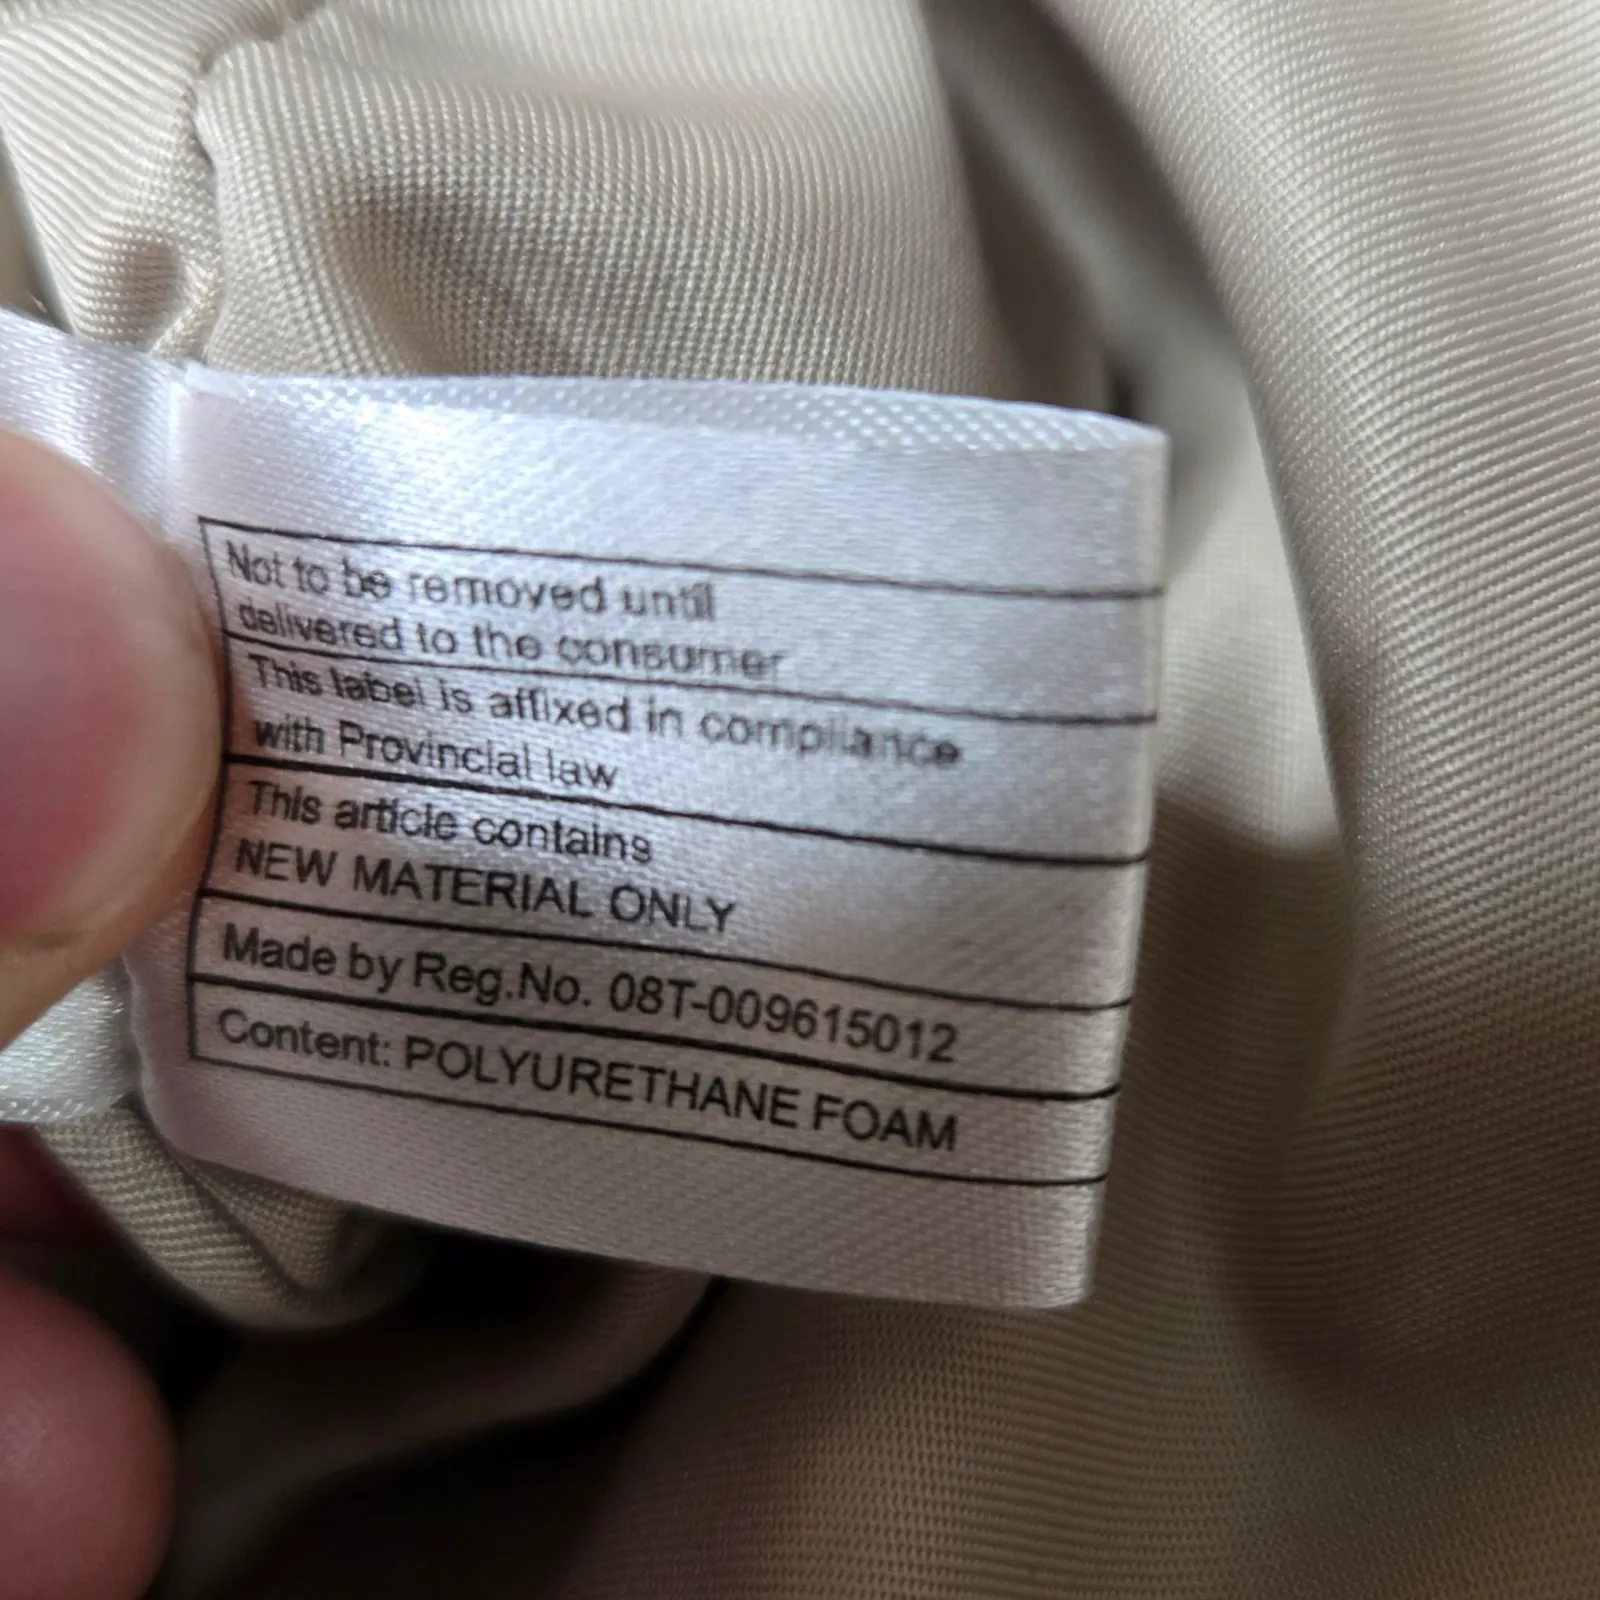 Not to be removed until
delivered to the consumer
This label is affixed in compliance
with Provincial law
This article contains
NEW MATERIAL ONLY
Made by Reg.No. 08T-009615012
Content: POLYURETHANE FOAM